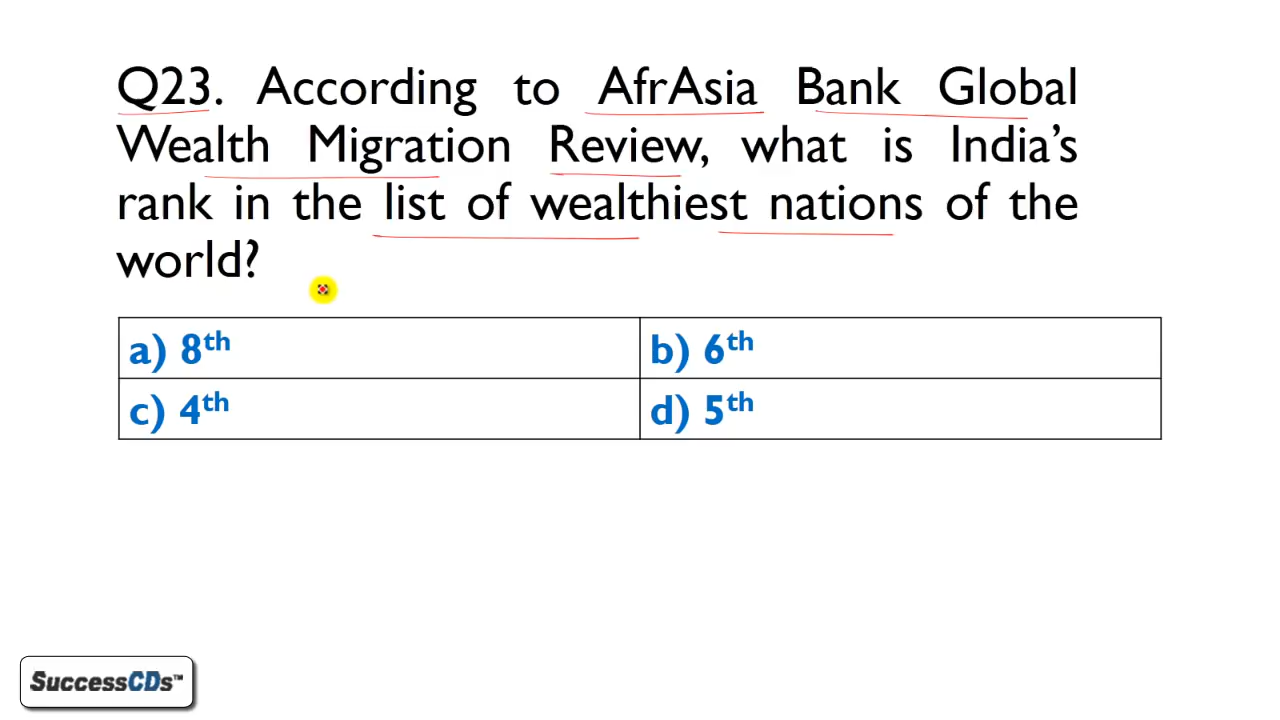 Q23. According to AfrAsia Bank Global
Wealth Migration Review, what is India’s
rank in the list of wealthiest nations of the
world?
a) 8th
b) 6th
c) 4th
d) 5th
SuccessCDs™